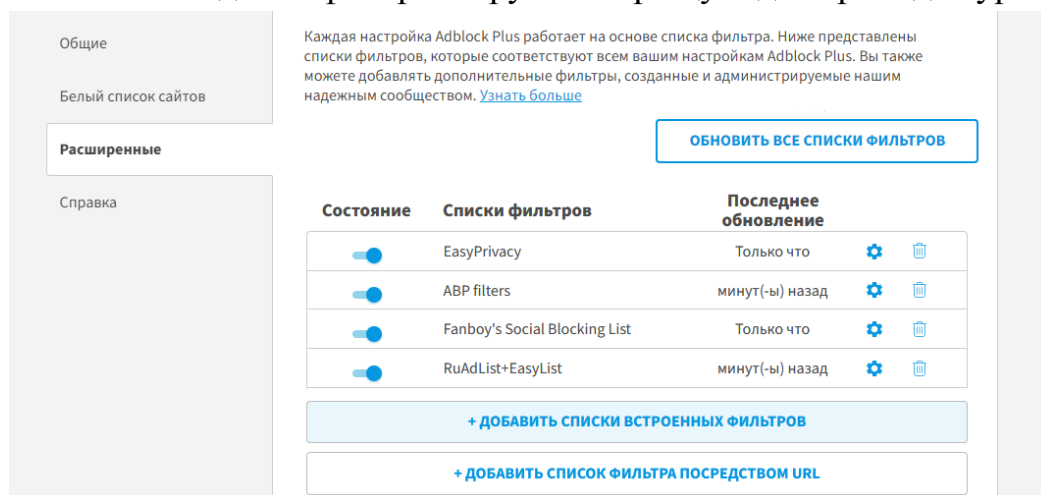 Общие
Белый список сайтов
Расширенные
Справка
Каждая настройка Adblock Plus работает на основе списка фильтра. Ниже представлены
списки фильтров, которые соответствуют всем вашим настройкам Adblock Plus. Вы также
можете добавлять дополнительные фильтры, созданные и администрируемые нашим
надежным сообществом. Узнать больше
ОБНОВИТЬ ВСЕ СПИСКИ ФИЛЬТРОВ
Состояние Списки фильтров Последнее обновление
EasyPrivacy Только что
ABP filters минут(-ы) назад
Fanboy's Social Blocking List Только что
RuAdList+EasyList минут(-ы) назад
+ ДОБАВИТЬ СПИСКИ ВСТРОЕННЫХ ФИЛЬТРОВ
+ ДОБАВИТЬ СПИСОК ФИЛЬТРА ПОСРЕДСТВОМ URL